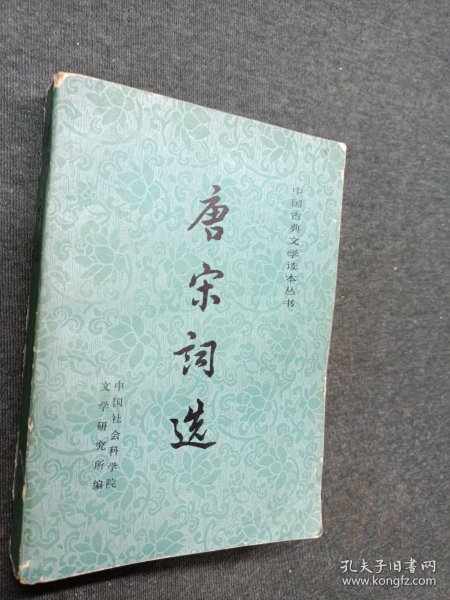 中国古典文学读本丛书
唐宋词选
中国社会科学院
文学研究所编
孔夫子旧书网
www.kongfz.com